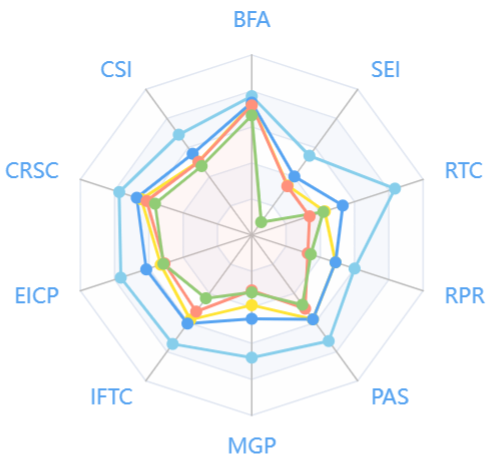 BFA
CSI
SEI
CRSC
RTC
EICP
RPR
IFTC
PAS
MGP